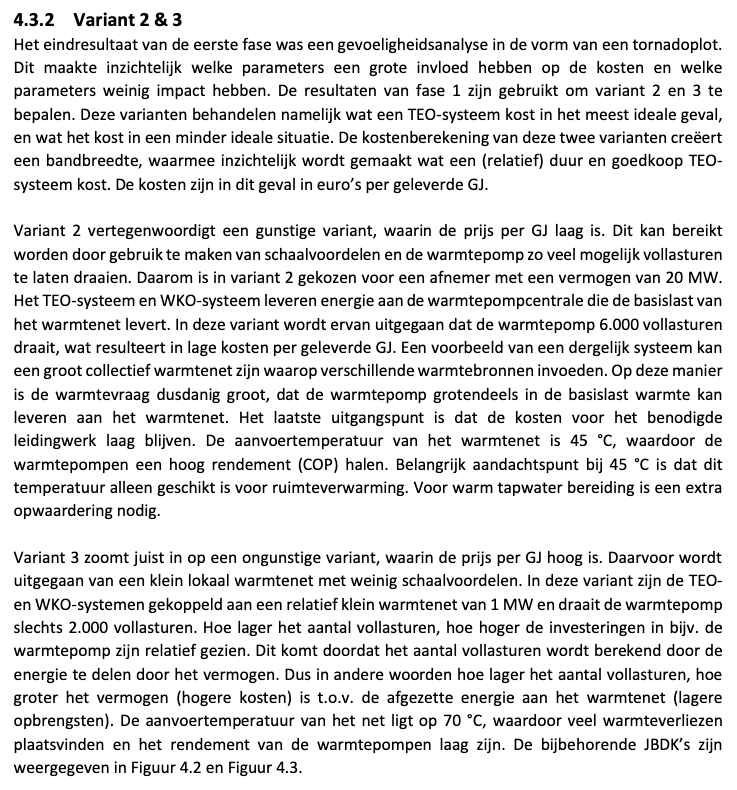 4.3.2 Variant 2 & 3
Het eindresultaat van de eerste fase was een gevoeligheidsanalyse in de vorm van een tornadoplot.
Dit maakte inzichtelijk welke parameters een grote invloed hebben op de kosten en welke
parameters weinig impact hebben. De resultaten van fase 1 zijn gebruikt om variant 2 en 3 te
bepalen. Deze varianten behandelen namelijk wat een TEO-systeem kost in het meest ideale geval,
en wat het kost in een minder ideale situatie. De kostenberekening van deze twee varianten creëert
een bandbreedte, waarmee inzichtelijk wordt gemaakt wat een (relatief) duur en goedkoop TEO-
systeem kost. De kosten zijn in dit geval in euro's per geleverde GJ.
Variant 2 vertegenwoordigt een gunstige variant, waarin de prijs per GJ laag is. Dit kan bereikt
worden door gebruik te maken van schaalvoordelen en de warmtepomp zo veel mogelijk vollasturen
te laten draaien. Daarom is in variant 2 gekozen voor een afnemer met een vermogen van 20 MW.
Het TEO-systeem en WKO-systeem leveren energie aan de warmtepompcentrale die de basislast van
het warmtenet levert. In deze variant wordt ervan uitgegaan dat de warmtepomp 6.000 vollasturen
draait, wat resulteert in lage kosten per geleverde GJ. Een voorbeeld van een dergelijk systeem kan
een groot collectief warmtenet zijn waarop verschillende warmtebronnen invoeden. Op deze manier
is de warmtevraag dusdanig groot, dat de warmtepomp grotendeels in de basislast warmte kan
leveren aan het warmtenet. Het laatste uitgangspunt is dat de kosten voor het benodigde
leidingwerk laag blijven. De aanvoertemperatuur van het warmtenet is 45 °C, waardoor de
warmtepompen een hoog rendement (COP) halen. Belangrijk aandachtspunt bij 45 °C is dat dit
temperatuur alleen geschikt is voor ruimteverwarming. Voor warm tapwater bereiding is een extra
opwaardering nodig.
Variant 3 zoomt juist in op een ongunstige variant, waarin de prijs per GJ hoog is. Daarvoor wordt
uitgegaan van een klein lokaal warmtenet met weinig schaalvoordelen. In deze variant zijn de TEO-
en WKO-systemen gekoppeld aan een relatief klein warmtenet van 1 MW en draait de warmtepomp
slechts 2.000 vollasturen. Hoe lager het aantal vollasturen, hoe hoger de investeringen in bijv. de
warmtepomp zijn relatief gezien. Dit komt doordat het aantal vollasturen wordt berekend door de
energie te delen door het vermogen. Dus in andere woorden hoe lager het aantal vollasturen, hoe
groter het vermogen (hogere kosten) is t.o.v. de afgezette energie aan het warmtenet (lagere
opbrengsten). De aanvoertemperatuur van het net ligt op 70 °C, waardoor veel warmteverliezen
plaatsvinden en het rendement van de warmtepompen laag zijn. De bijbehorende JBDK's zijn
weergegeven in Figuur 4.2 en Figuur 4.3.